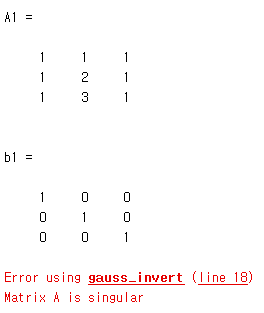 A1 =
1 1 1
1 2 1
1 3 1
b1 =
1 0 0
0 1 0
0 0 1
Error using gauss_invert (line 18)
Matrix A is singular